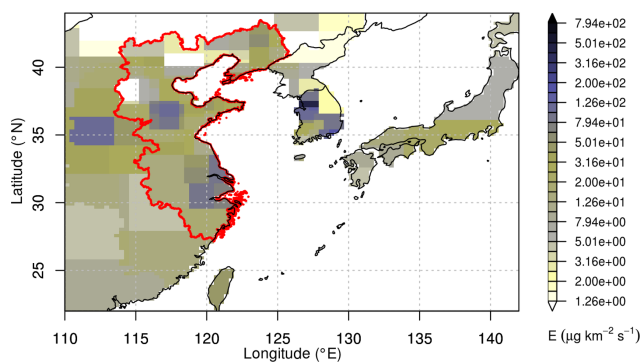 40
35
30
25
Latitude (°N)
110 115 120 125 130 135 140
Longitude (°E)
7.94e+02
5.01e+02
3.16e+02
2.00e+02
1.26e+02
7.94e+01
5.01e+01
3.16e+01
2.00e+01
1.26e+01
7.94e+00
5.01e+00
3.16e+00
2.00e+00
1.26e+00
E (µg km⁻² s⁻¹)